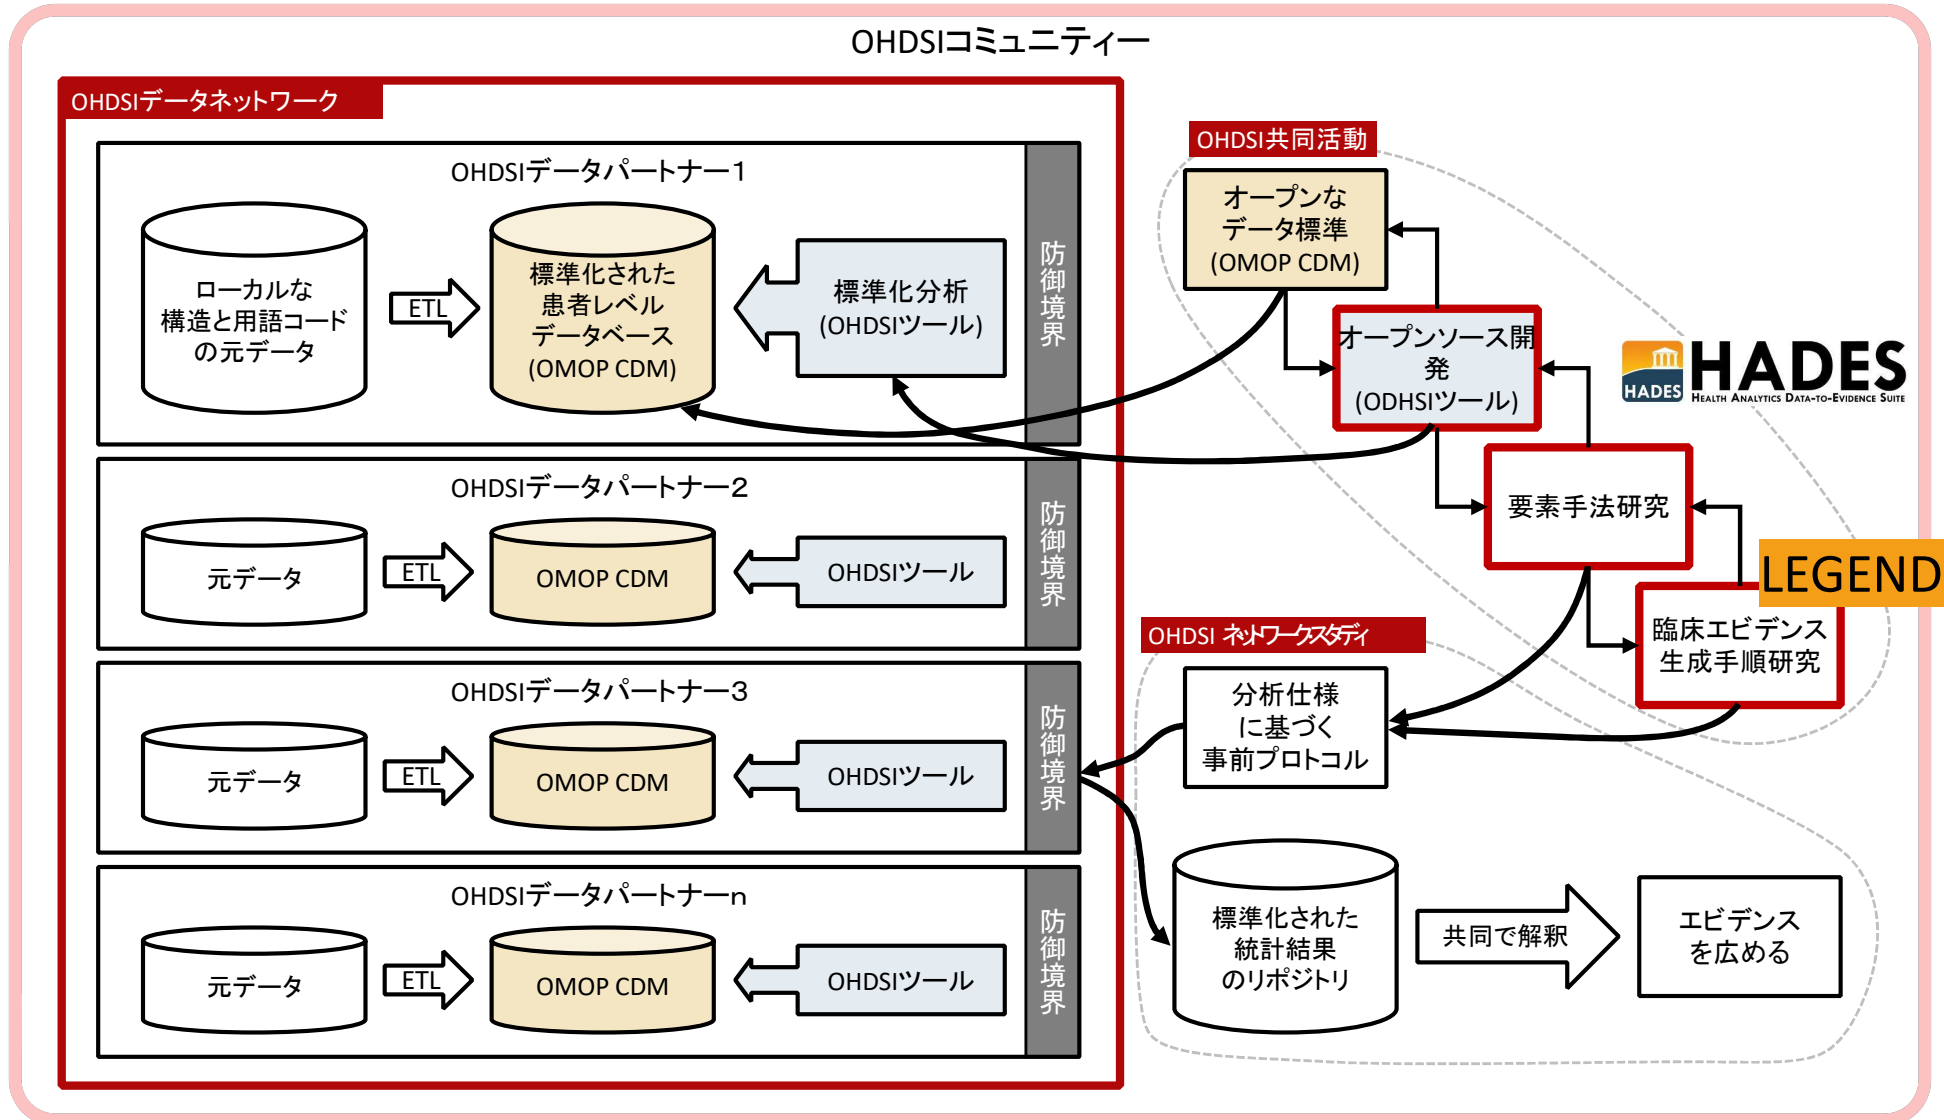 OHDSIコミュニティー
OHDSIデータネットワーク
OHDSIデータパートナー1
ローカルな
構造と用語コード
の元データ
ETL
標準化された
患者レベル
データベース
(OMOP CDM)
標準化分析
(OHDSIツール)
防御境界
OHDSIデータパートナー2
元データ
ETL
OMOP CDM
OHDSIツール
防御境界
OHDSIデータパートナー3
元データ
ETL
OMOP CDM
OHDSIツール
防御境界
OHDSIデータパートナーn
元データ
ETL
OMOP CDM
OHDSIツール
防御境界
OHDSI共同活動
オープンな
データ標準
(OMOP CDM)
オープンソース開
発
(ODHSIツール)
HADES
HADES
HEALTH ANALYTICS DATA-TO-EVIDENCE SUITE
要素手法研究
LEGEND
臨床エビデンス
生成手順研究
OHDSI ネットワークスタディ
分析仕様
に基づく
事前プロトコル
標準化された
統計結果
のリポジトリ
共同で解釈
エビデンス
を広める